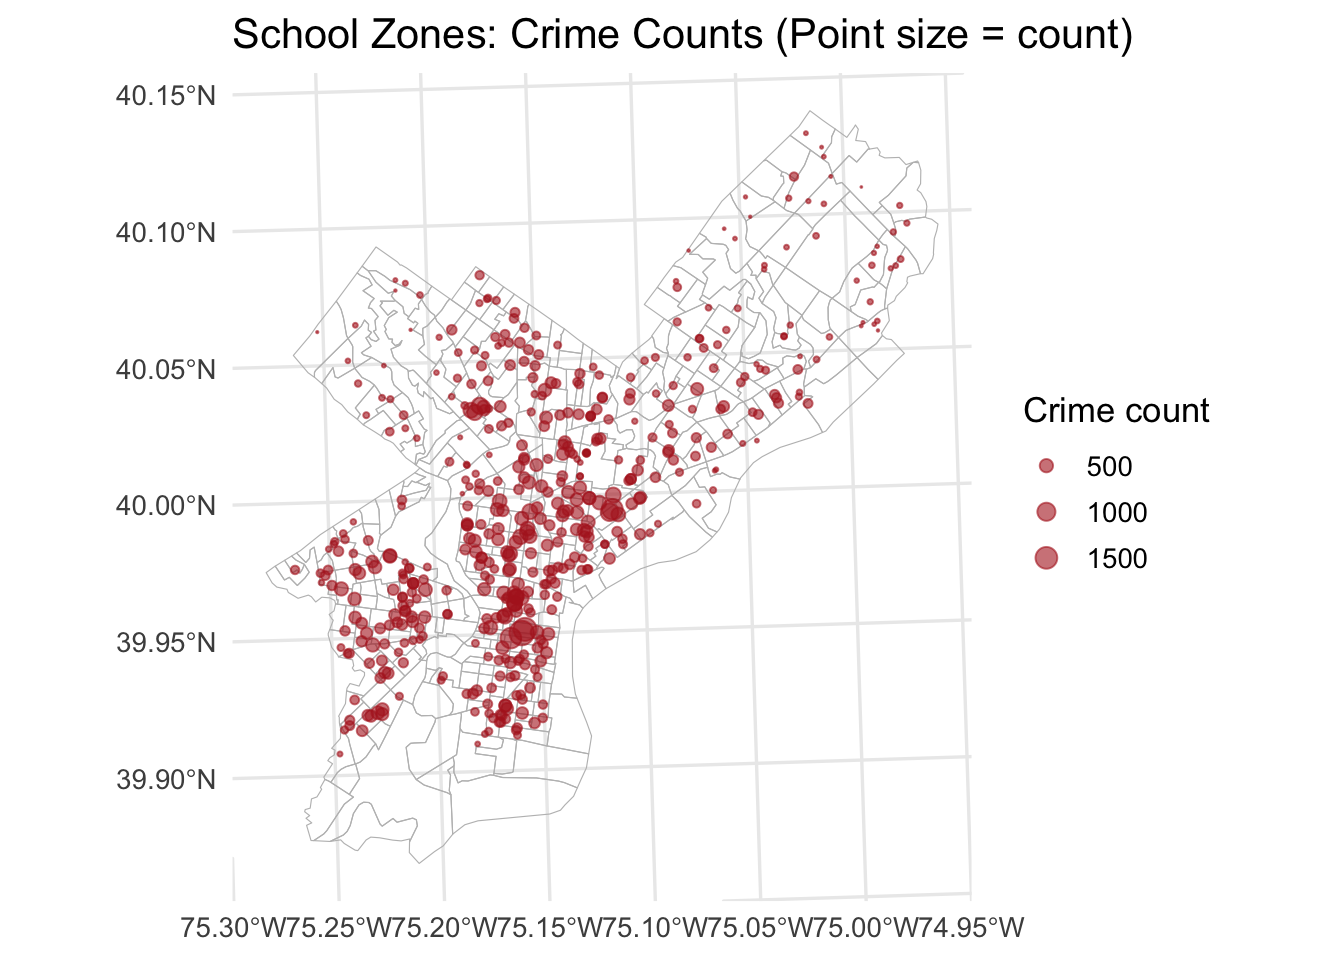 School Zones: Crime Counts (Point size = count)
40.15°N
40.10°N
40.05°N
40.00°N
39.95°N
39.90°N
75.30°W75.25°W75.20°W75.15°W75.10°W75.05°W75.00°W74.95°W
Crime count
500
1000
1500